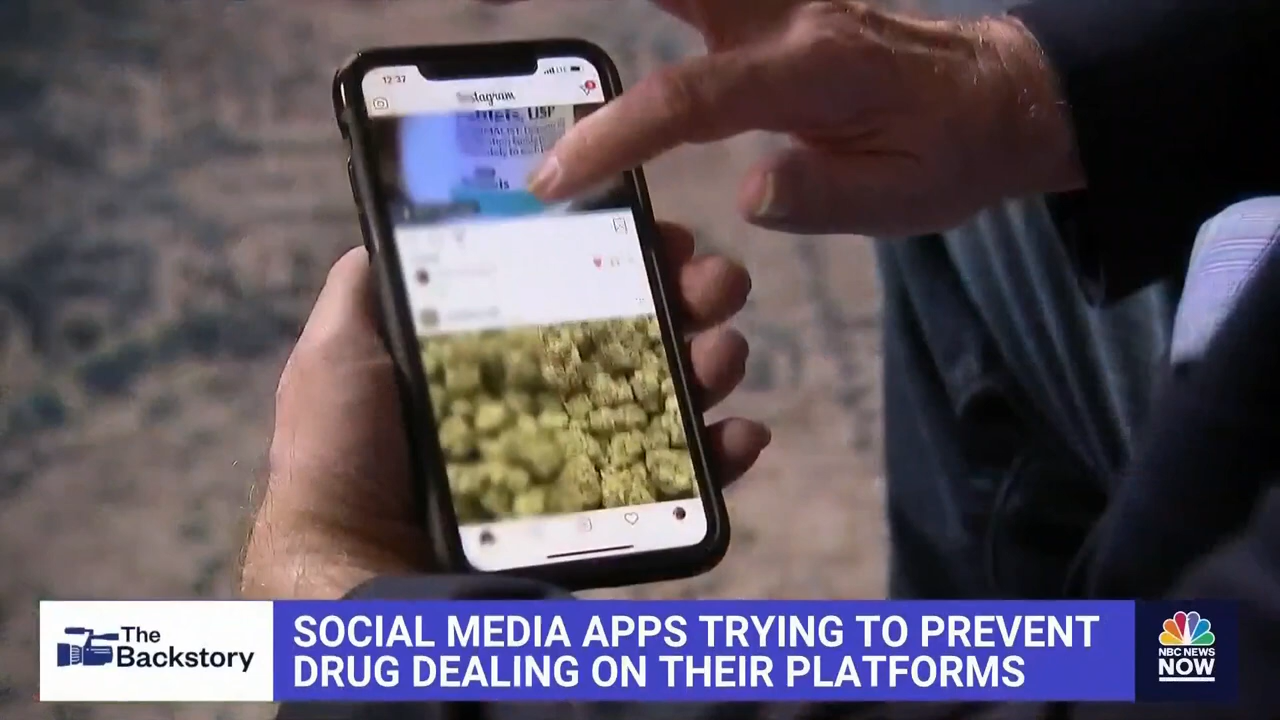 12:37
Instagram
The
Backstory
SOCIAL MEDIA APPS TRYING TO PREVENT
DRUG DEALING ON THEIR PLATFORMS
NBC NEWS
NOW